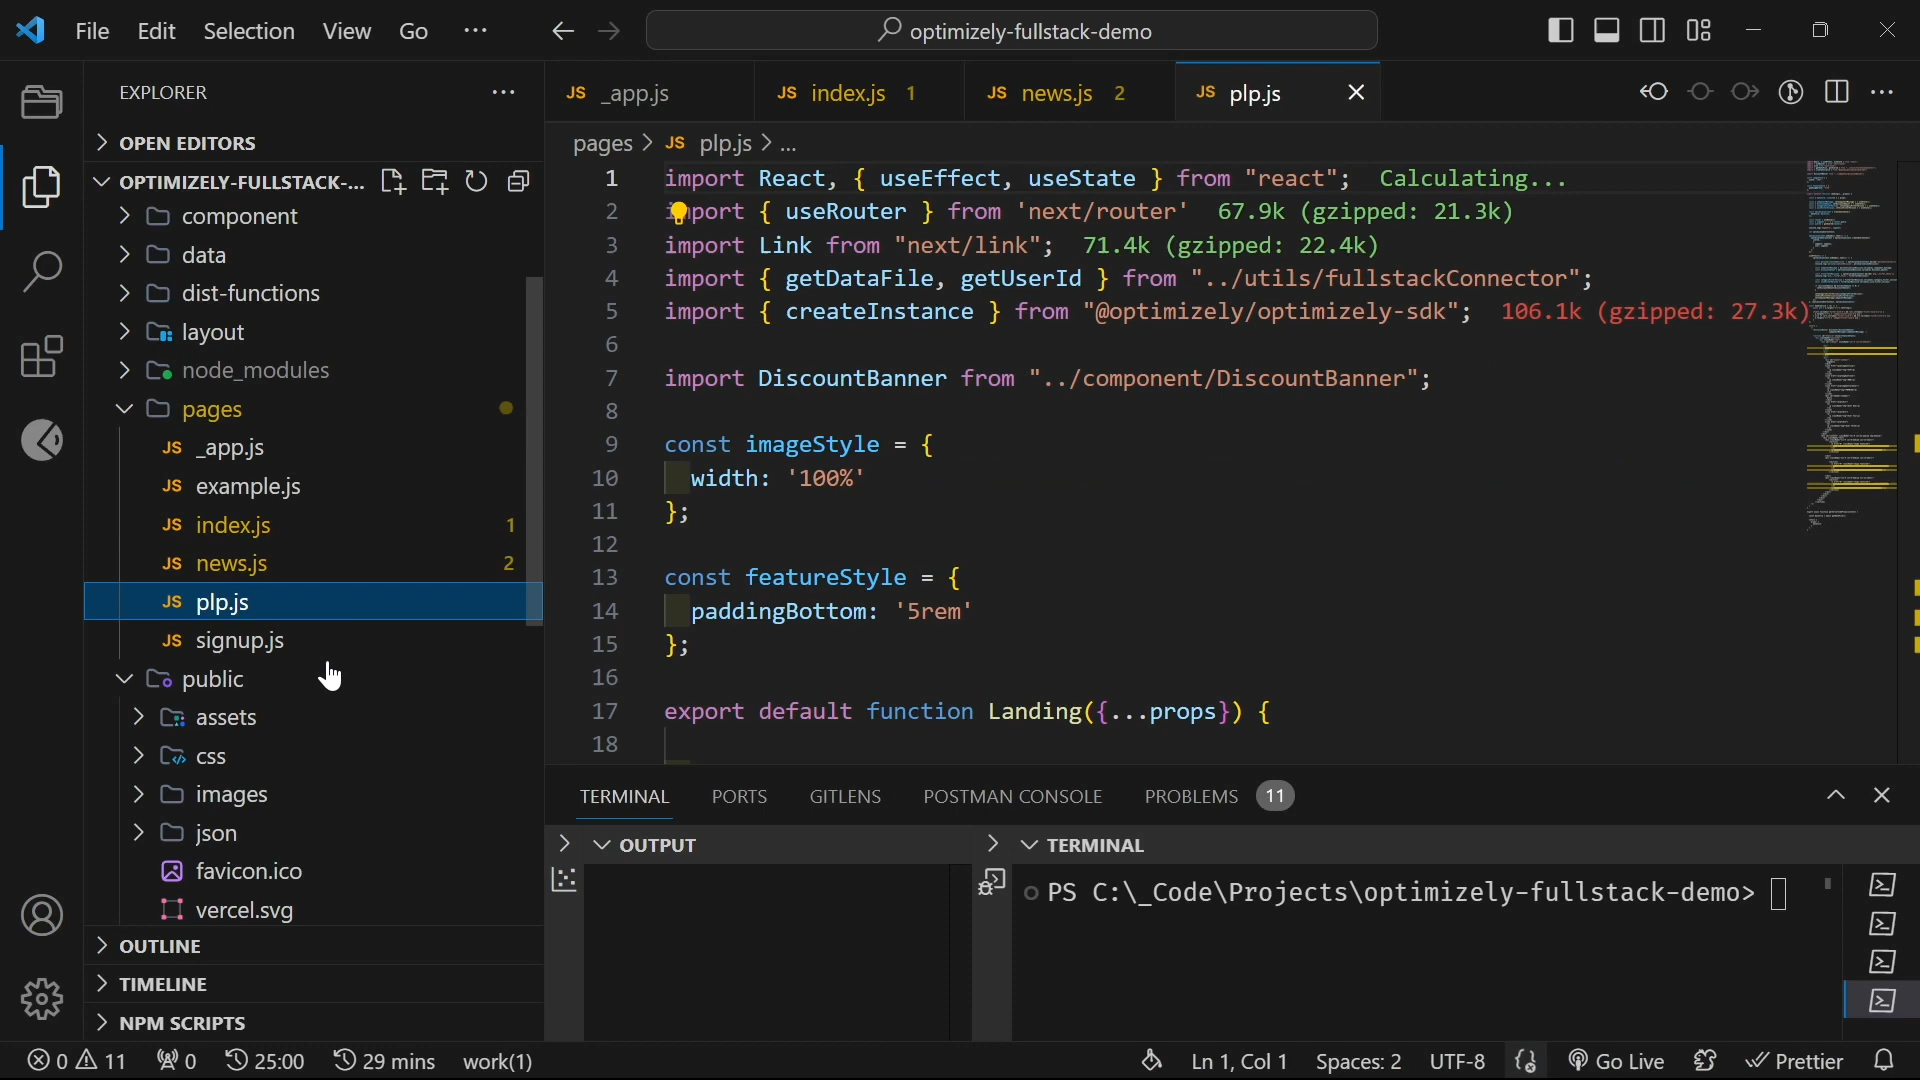 File Edit Selection View Go ...
optimizely-fullstack-demo
EXPLORER
OPEN EDITORS
OPTIMIZELY-FULLSTACK-...
component
data
dist-functions
layout
node_modules
pages
JS _app.js
JS example.js
JS index.js 1
JS news.js 2
JS plp.js
JS signup.js
public
assets
css
images
json
favicon.ico
vercel.svg
OUTLINE
TIMELINE
NPM SCRIPTS
JS _app.js JS index.js 1 JS news.js 2 JS plp.js
pages > JS plp.js > ...
1 import React, { useEffect, useState } from "react"; Calculating...
2 import { useRouter } from 'next/router' 67.9k (gzipped: 21.3k)
3 import Link from "next/link"; 71.4k (gzipped: 22.4k)
4 import { getDataFile, getUserId } from "../utils/fullstackConnector";
5 import { createInstance } from "@optimizely/optimizely-sdk"; 106.1k (gzipped: 27.3k)
6
7 import DiscountBanner from "../component/DiscountBanner";
8
9 const imageStyle = {
10 width: '100%'
11 };
12
13 const featureStyle = {
14 paddingBottom: '5rem'
15 };
16
17 export default function Landing({...props}) {
18
TERMINAL PORTS GITLENS POSTMAN CONSOLE PROBLEMS 11
OUTPUT
TERMINAL
PS C:\_Code\Projects\optimizely-fullstack-demo>
0 11 0 25:00 29 mins work(1) Ln 1, Col 1 Spaces: 2 UTF-8 Go Live Prettier